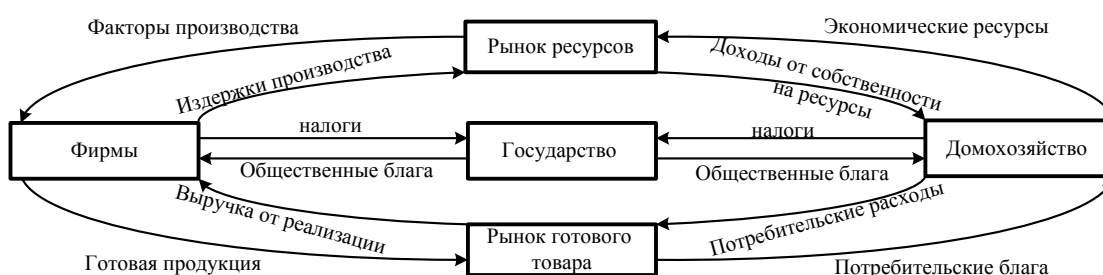 Факторы производства
Экономические ресурсы
Рынок ресурсов
Издержки производства
Доходы от собственности
на ресурсы
налоги
налоги
Фирмы
Государство
Домохозяйство
Общественные блага
Общественные блага
Выручка от реализации
Потребительские расходы
Рынок готового
товара
Готовая продукция
Потребительские блага